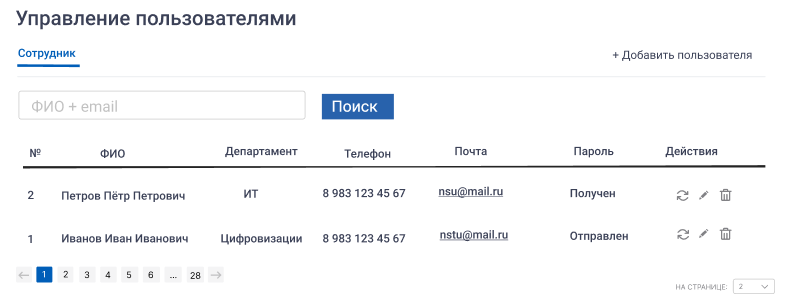 Управление пользователями
Сотрудник
+ Добавить пользователя
ФИО + email
Поиск
№ ФИО Департамент Телефон Почта Пароль Действия
2 Петров Пётр Петрович ИТ 8 983 123 45 67 nsu@mail.ru Получен
1 Иванов Иван Иванович Цифровизации 8 983 123 45 67 nstu@mail.ru Отправлен
← 1 2 3 4 5 6 ... 28 →
НА СТРАНИЦЕ: 2